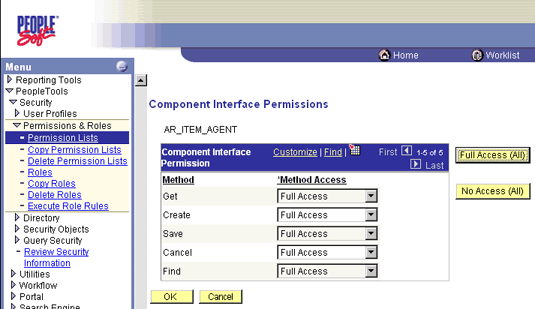 PEOPLE
Soft
Home
Worklist
Menu
Reporting Tools
PeopleTools
Security
User Profiles
Permissions & Roles
Permission Lists
Copy Permission Lists
Delete Permission Lists
Roles
Copy Roles
Delete Roles
Execute Role Rules
Directory
Security Objects
Query Security
Review Security
Information
Utilities
Workflow
Portal
Search Engine
Component Interface Permissions
AR_ITEM_AGENT
Component Interface Permission
Customize | Find |
First 1-5 of 5 Last
Method *Method Access
Get Full Access
Create Full Access
Save Full Access
Cancel Full Access
Find Full Access
Full Access (All)
No Access (All)
OK Cancel